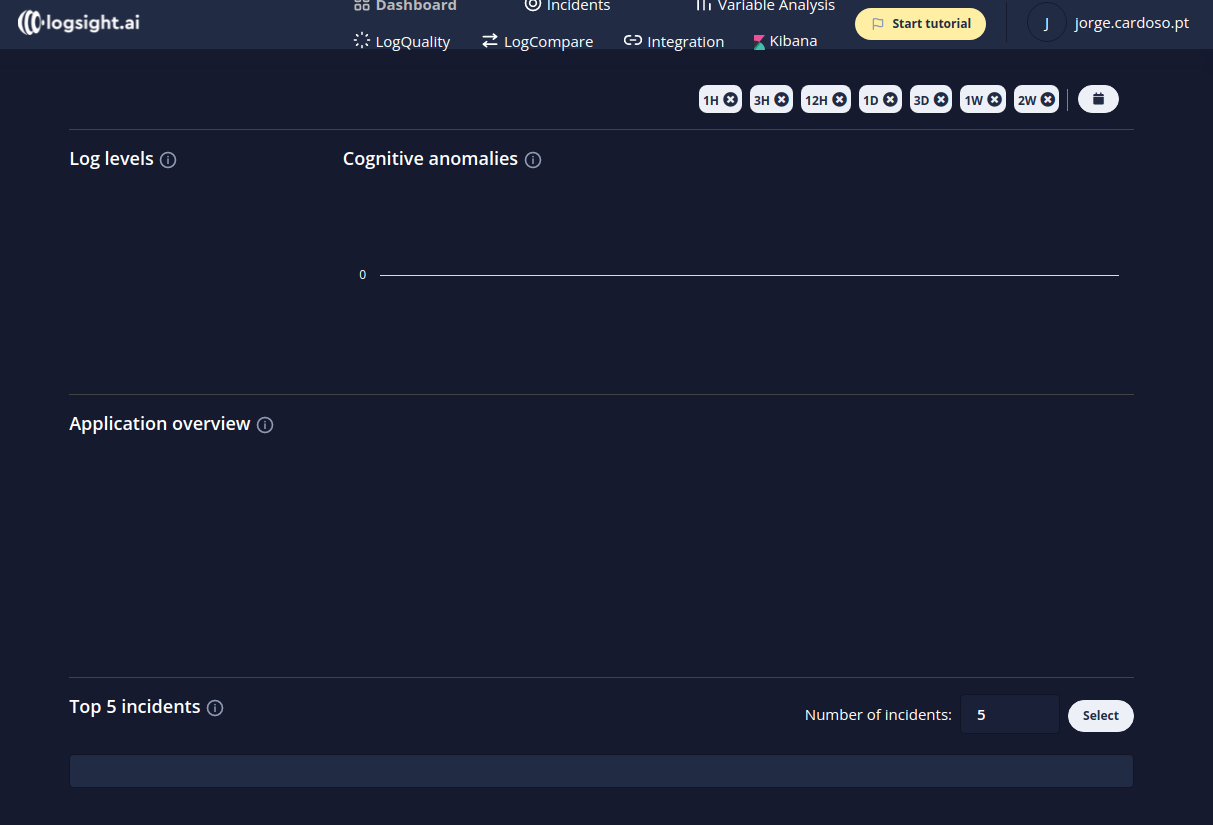 logsight.ai
Dashboard Incidents Variable Analysis
LogQuality LogCompare Integration Kibana
Start tutorial
J jorge.cardoso.pt
1H 3H 12H 1D 3D 1W 2W
Log levels Cognitive anomalies
0
Application overview
Top 5 incidents
Number of incidents: 5 Select